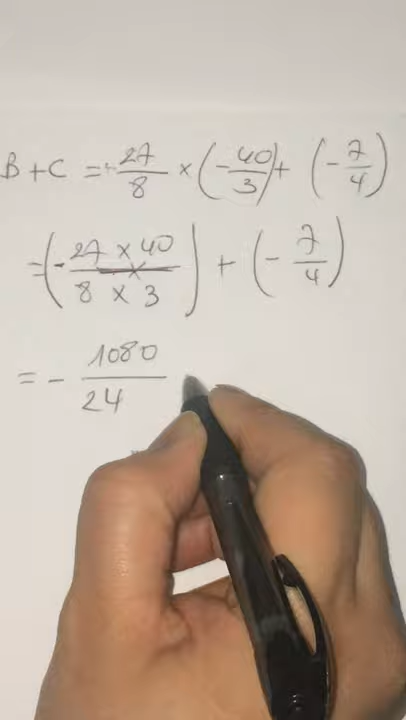 B + C = + 27/8 × (- 40/3) + (- 7/4)
= (- 27 × 40 / 8 × 3) + (- 7/4)
= - 1080/24